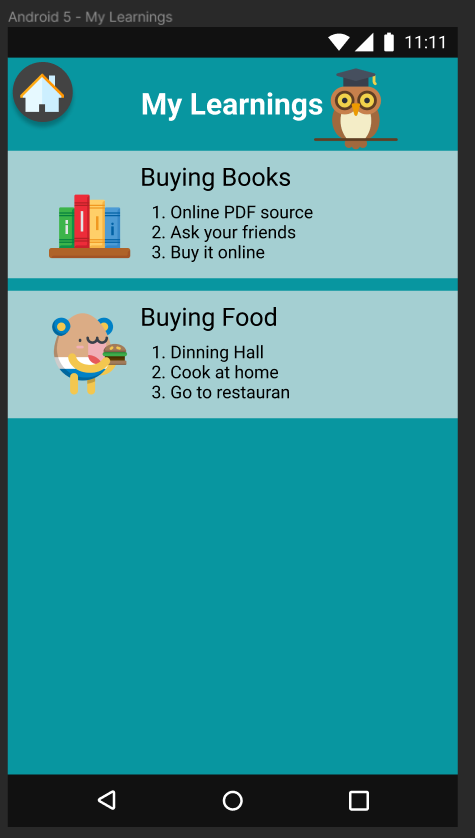 Android 5 - My Learnings
11:11
My Learnings
Buying Books
1. Online PDF source
2. Ask your friends
3. Buy it online
Buying Food
1. Dinning Hall
2. Cook at home
3. Go to restauran